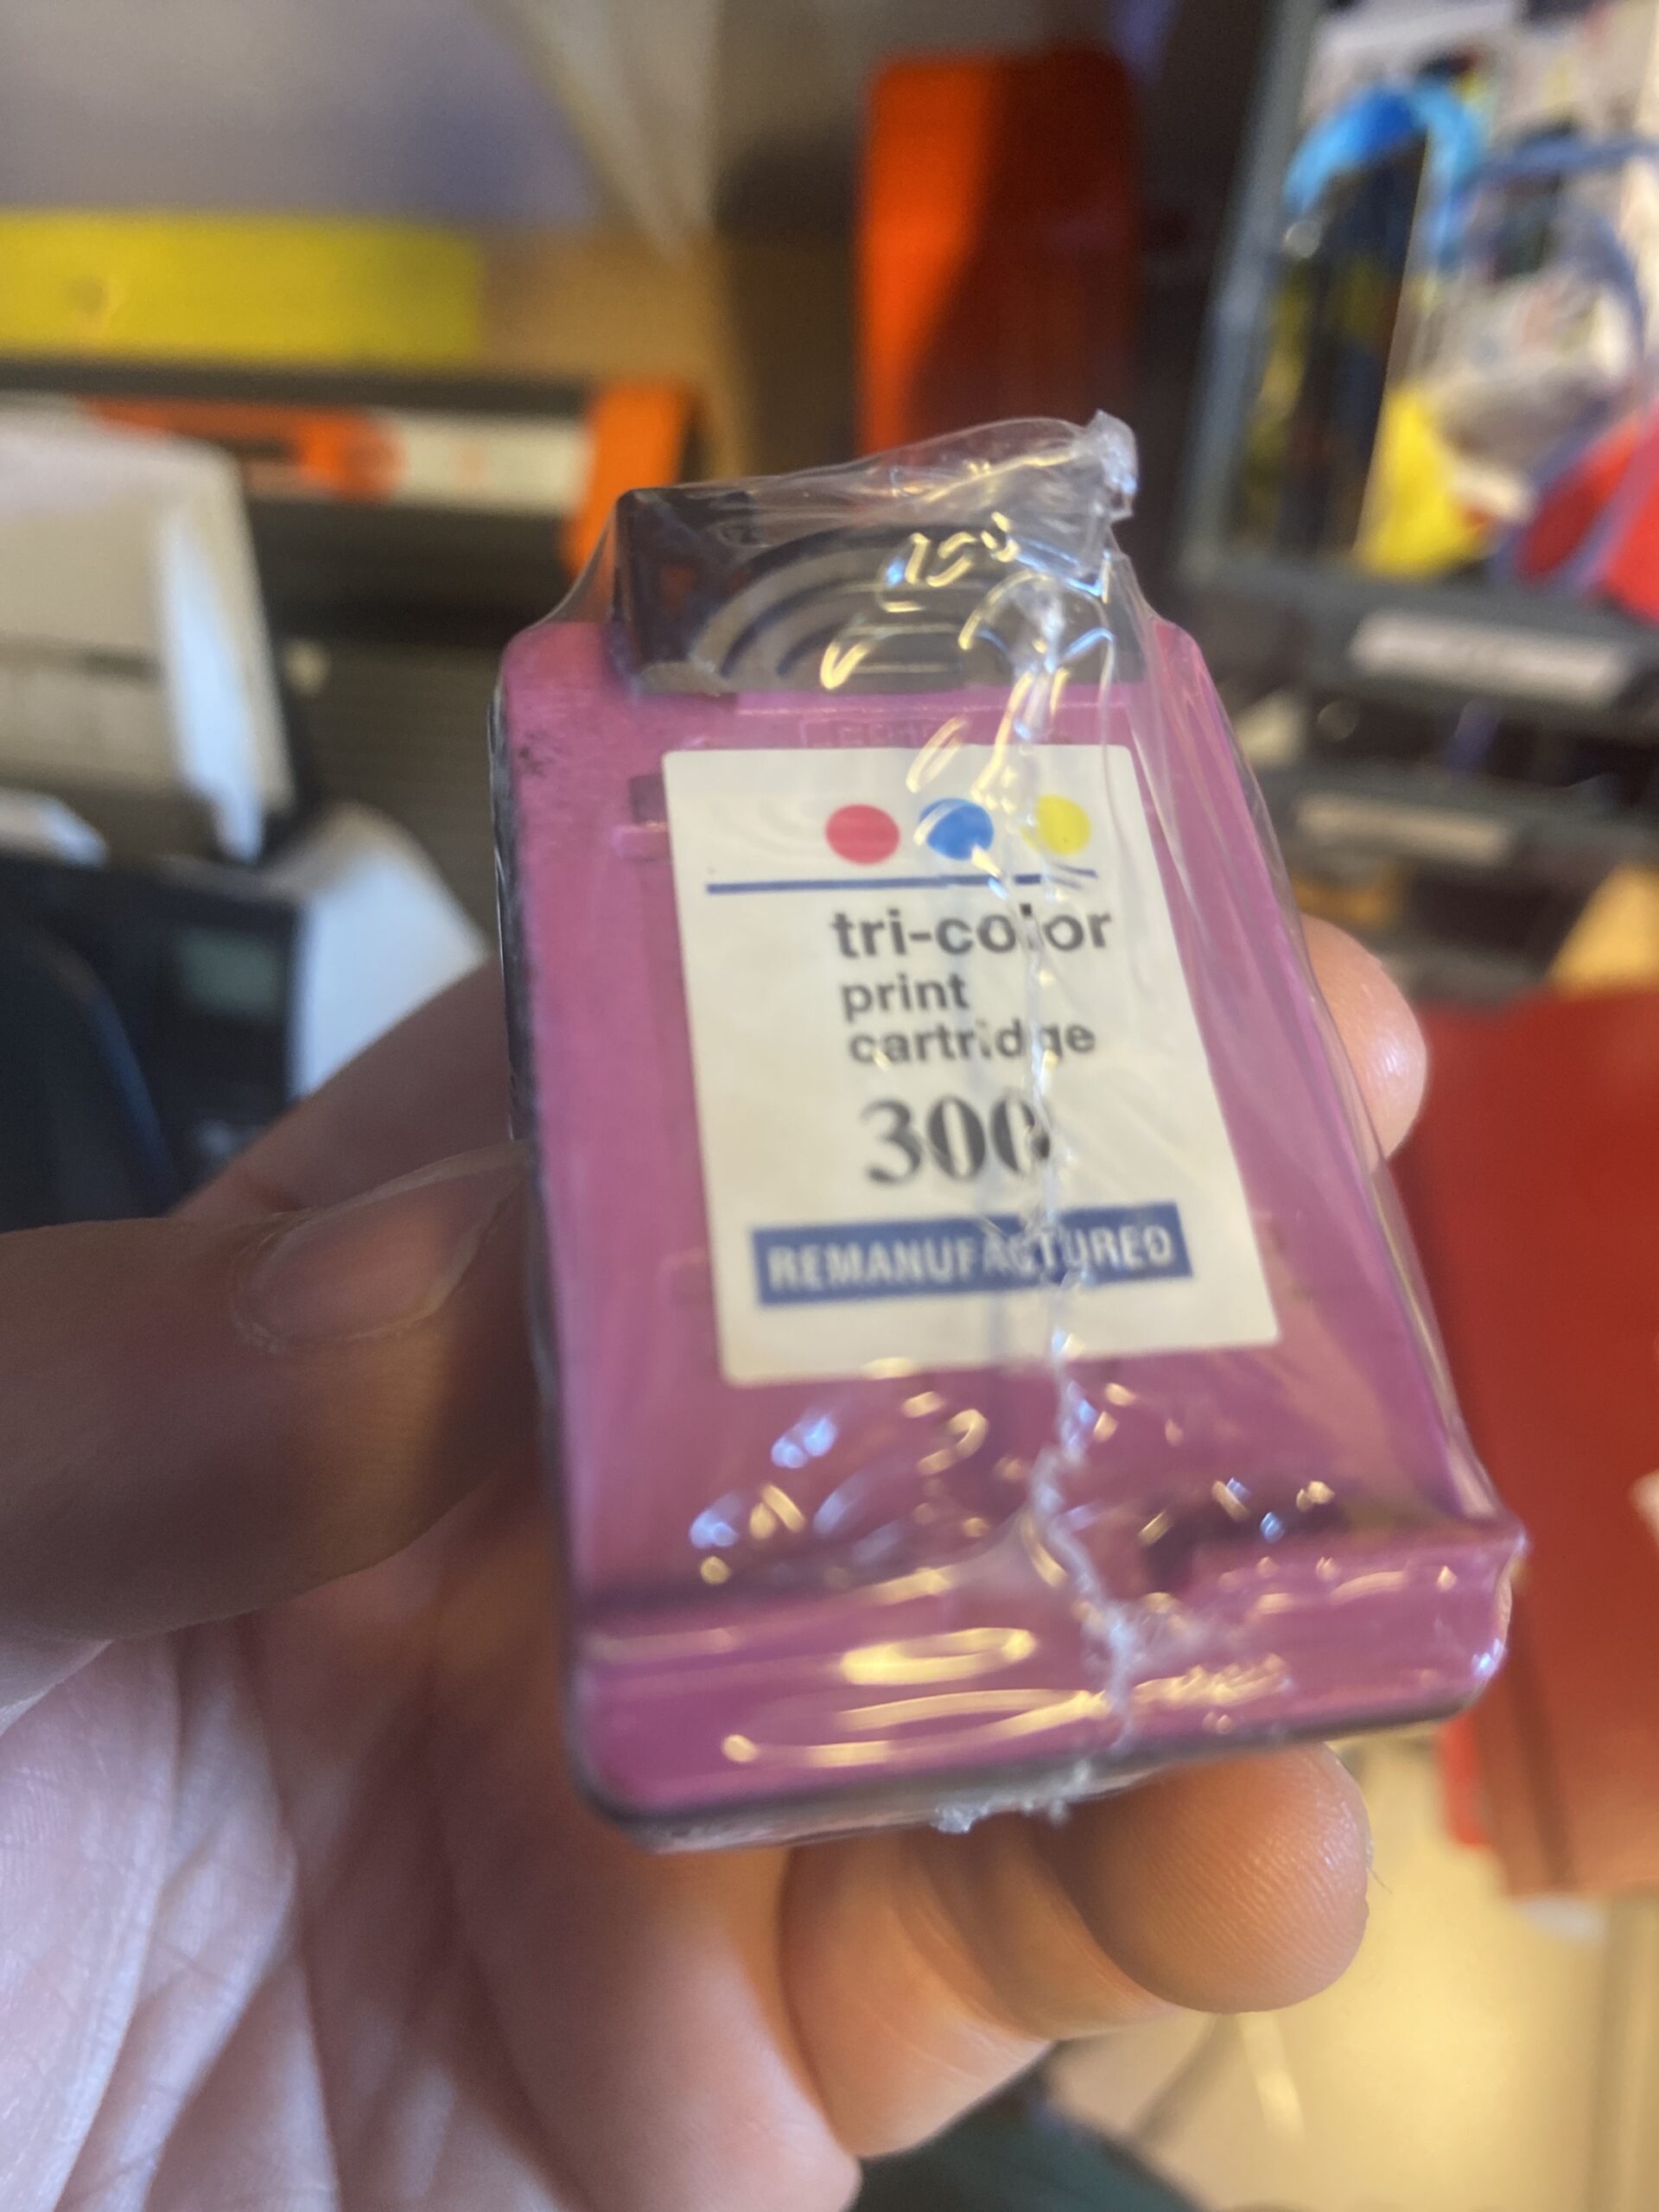 tri-color
print
cartridge
300
REMANUFACTURED